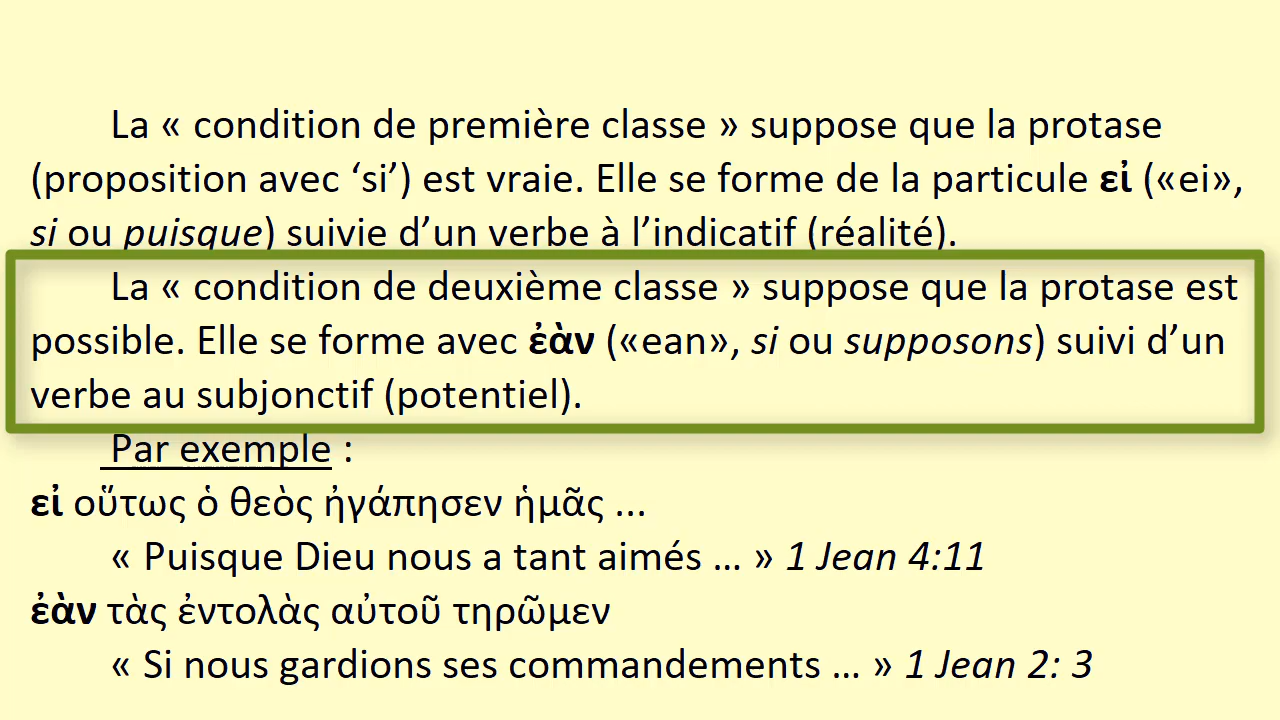 La « condition de première classe » suppose que la protase
(proposition avec ‘si’) est vraie. Elle se forme de la particule εἰ («ei»,
si ou puisque) suivie d’un verbe à l’indicatif (réalité).
La « condition de deuxième classe » suppose que la protase est
possible. Elle se forme avec ἐὰν («ean», si ou supposons) suivi d’un
verbe au subjonctif (potentiel).
Par exemple :
εἰ οὕτως ὁ θεὸς ἠγάπησεν ἡμᾶς ...
« Puisque Dieu nous a tant aimés … » 1 Jean 4:11
ἐὰν τὰς ἐντολὰς αὐτοῦ τηρῶμεν
« Si nous gardions ses commandements … » 1 Jean 2: 3